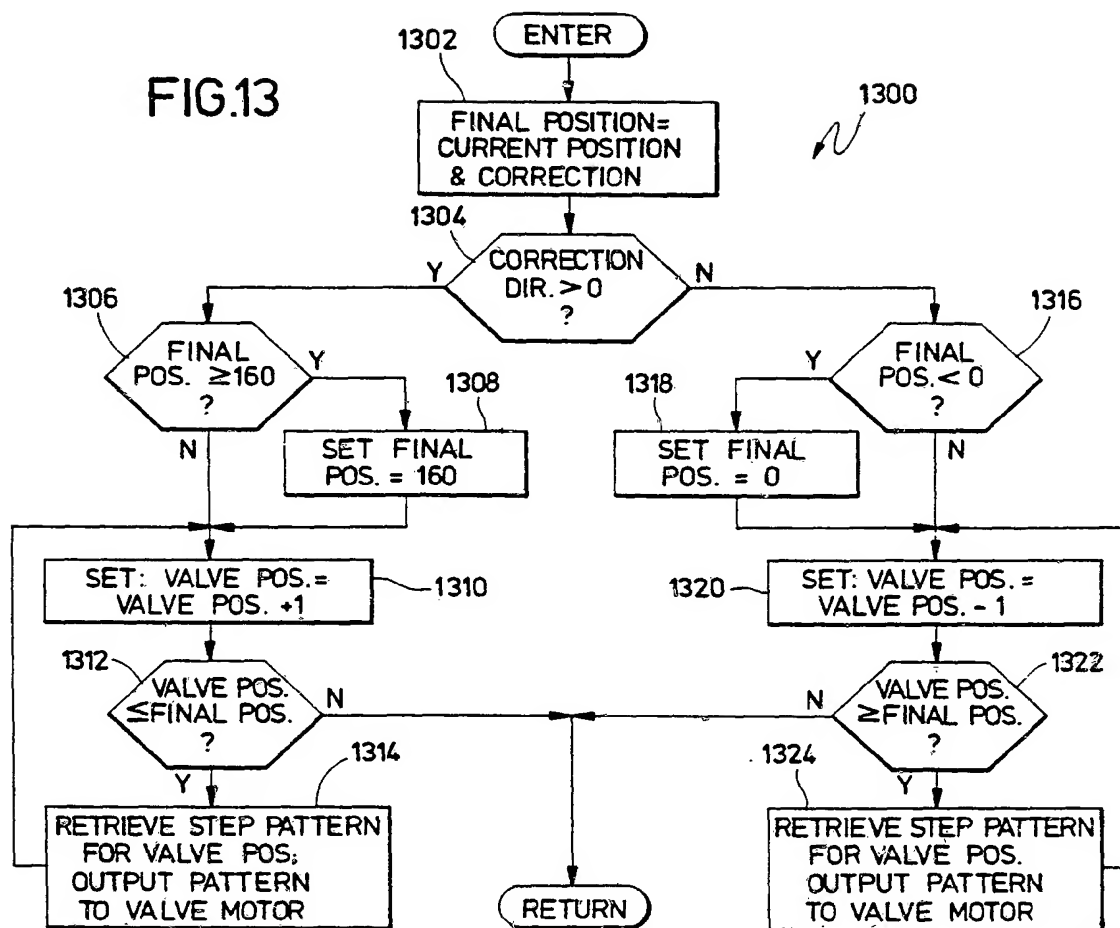 FIG.13
ENTER
1302
1300
FINAL POSITION=
CURRENT POSITION
& CORRECTION
1304
CORRECTION
DIR. > 0
?
Y
N
1306
FINAL
POS. ≥160
?
Y
N
1308
SET FINAL
POS. = 160
1316
FINAL
POS. < 0
?
Y
N
1318
SET FINAL
POS. = 0
SET: VALVE POS.=
VALVE POS. +1
1310
1320
SET: VALVE POS. =
VALVE POS. - 1
1312
VALVE POS.
≤FINAL POS.
?
N
Y
1322
VALVE POS.
≥FINAL POS.
?
N
Y
1314
RETRIEVE STEP PATTERN
FOR VALVE POS;
OUTPUT PATTERN
TO VALVE MOTOR
1324
RETRIEVE STEP PATTERN
FOR VALVE POS.
OUTPUT PATTERN
TO VALVE MOTOR
RETURN